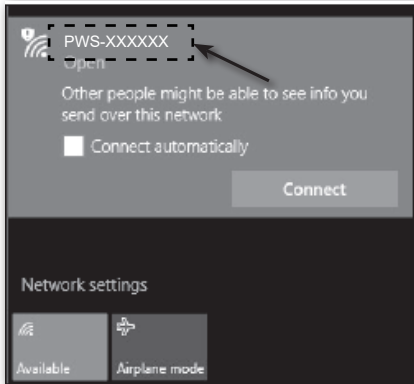 PWS-XXXXXX
Open
Other people might be able to see info you
send over this network
Connect automatically
Connect
Network settings
Available
Airplane mode